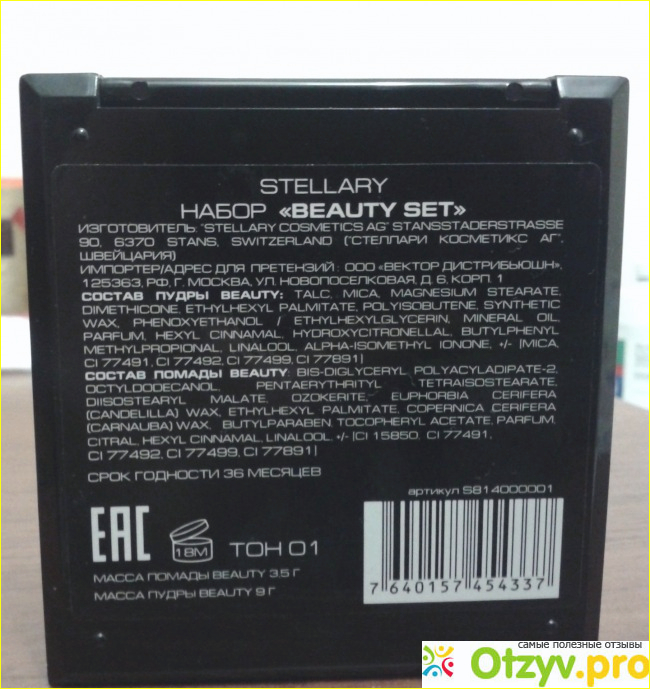 STELLARY
НАБОР «BEAUTY SET»
ИЗГОТОВИТЕЛЬ: "STELLARY COSMETICS AG" STANSSTADERSTRASSE
90, 6370 STANS, SWITZERLAND ("СТЕЛЛАРИ КОСМЕТИКС АГ",
ШВЕЙЦАРИЯ)
ИМПОРТЕР/АДРЕС ДЛЯ ПРЕТЕНЗИЙ : ООО «ВЕКТОР ДИСТРИБЬЮШН»,
125363, РФ, Г. МОСКВА, УЛ. НОВОПОСЕЛКОВАЯ, Д. 6, КОРП. 1
СОСТАВ ПУДРЫ BEAUTY: TALC, MICA, MAGNESIUM STEARATE,
DIMETHICONE, ETHYLHEXYL PALMITATE, POLYISOBUTENE, SYNTHETIC
WAX, PHENOXYETHANOL / ETHYLHEXYLGLYCERIN, MINERAL OIL,
PARFUM, HEXYL CINNAMAL, HYDROXYCITRONELLAL, BUTYLPHENYL
METHYLPROPIONAL, LINALOOL, ALPHA-ISOMETHYL IONONE, +/- [MICA,
CI 77491, CI 77492, CI 77499, CI 77891]
СОСТАВ ПОМАДЫ BEAUTY: BIS-DIGLYCERYL POLYACYLADIPATE-2,
OCTYLDODECANOL, PENTAERYTHRITYL TETRAISOSTEARATE,
DIISOSTEARYL MALATE, OZOKERITE, EUPHORBIA CERIFERA
(CANDELILLA) WAX, ETHYLHEXYL PALMITATE, COPERNICA CERIFERA
(CARNAUBA) WAX, BUTYLPARABEN, TOCOPHERYL ACETATE, PARFUM,
CITRAL, HEXYL CINNAMAL, LINALOOL, +/- [CI 15850, CI 77491,
CI 77492, CI 77499, CI 77891]
СРОК ГОДНОСТИ 36 МЕСЯЦЕВ
артикул SB14000001
EAC 18M ТОН 01
МАССА ПОМАДЫ BEAUTY 3.5 Г
МАССА ПУДРЫ BEAUTY 9 Г
7 640157 454337
самые полезные отзывы
Otzyv.pro